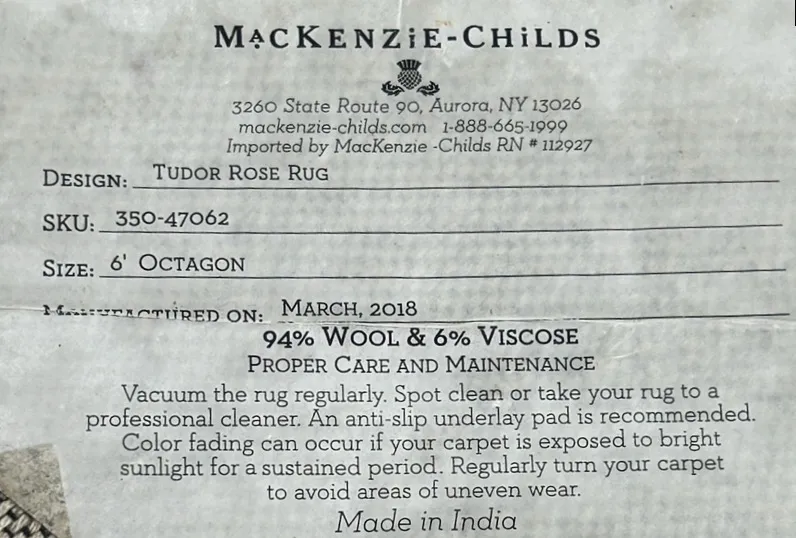 MACKENZiE-CHiLDS
3260 State Route 90, Aurora, NY 13026
mackenzie-childs.com 1-888-665-1999
Imported by MacKenzie -Childs RN # 112927
DESIGN: TUDOR ROSE RUG
SKU: 350-47062
SIZE: 6' OCTAGON
MANUFACTURED ON: MARCH, 2018
94% WOOL & 6% VISCOSE
PROPER CARE AND MAINTENANCE
Vacuum the rug regularly. Spot clean or take your rug to a
professional cleaner. An anti-slip underlay pad is recommended.
Color fading can occur if your carpet is exposed to bright
sunlight for a sustained period. Regularly turn your carpet
to avoid areas of uneven wear.
Made in India